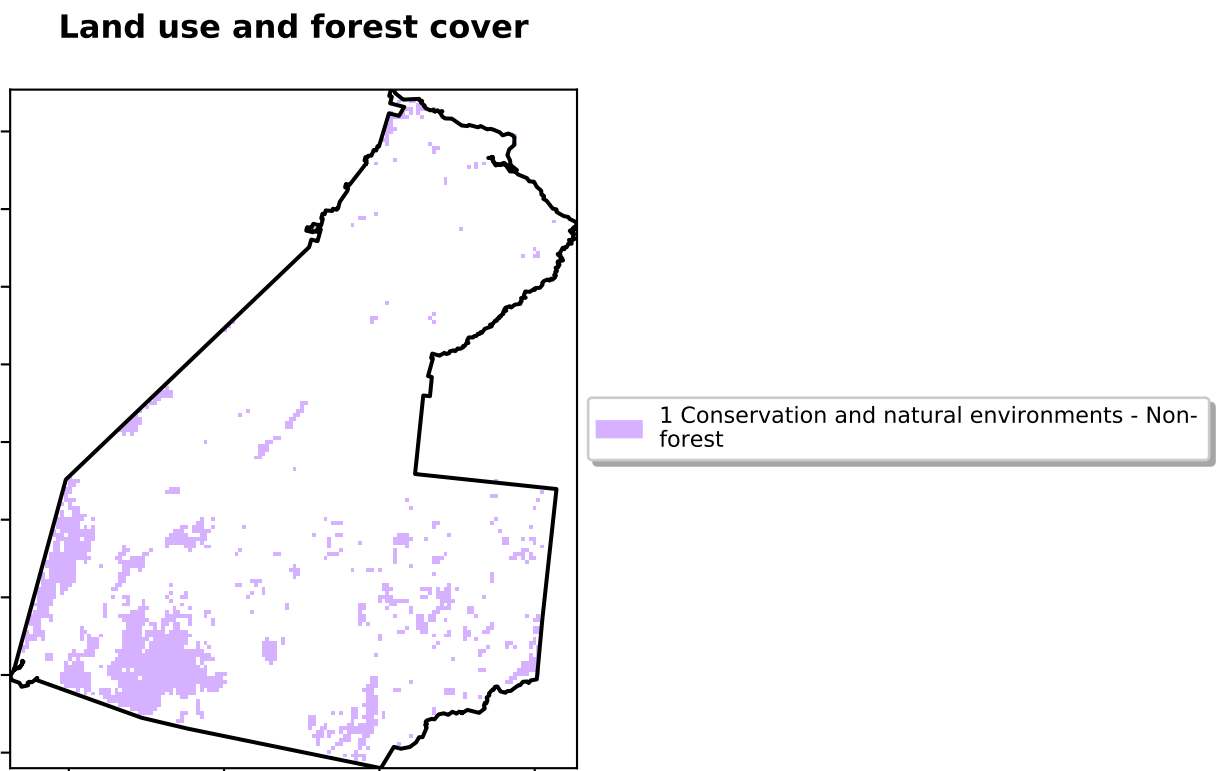 Land use and forest cover
1 Conservation and natural environments - Non-
forest